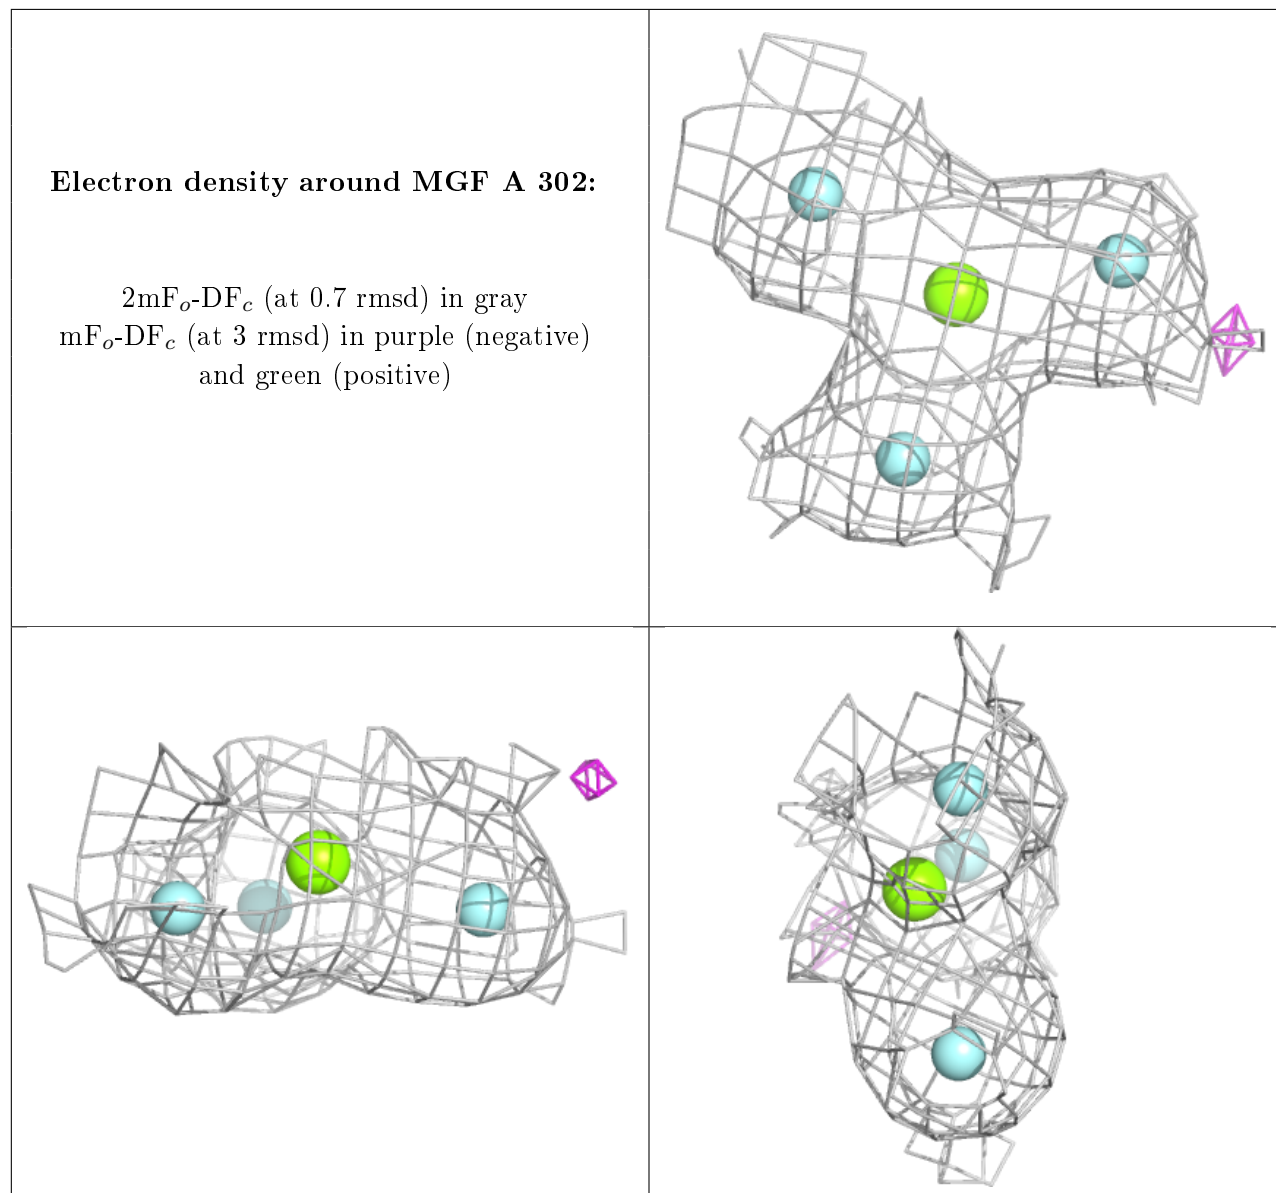 Electron density around MGF A 302:
2mFo-DFc (at 0.7 rmsd) in gray
mFo-DFc (at 3 rmsd) in purple (negative)
and green (positive)